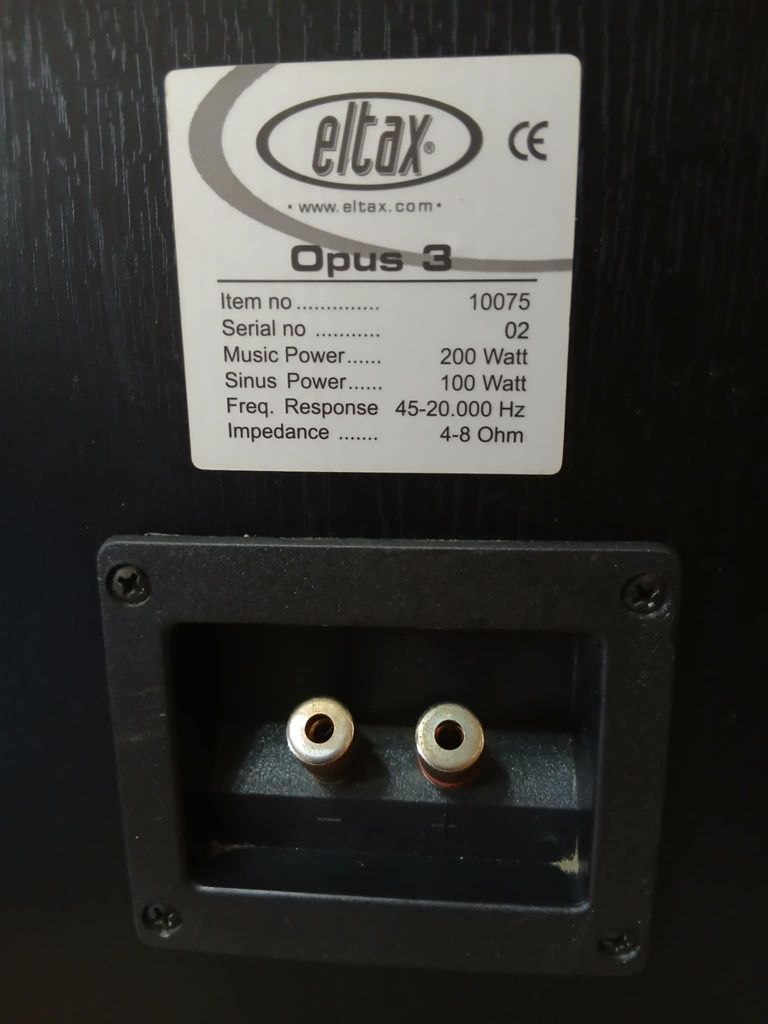 eltax®
CE
• www.eltax.com •
Opus 3
Item no .............. 10075
Serial no ........... 02
Music Power...... 200 Watt
Sinus Power...... 100 Watt
Freq. Response 45-20.000 Hz
Impedance ....... 4-8 Ohm
− +